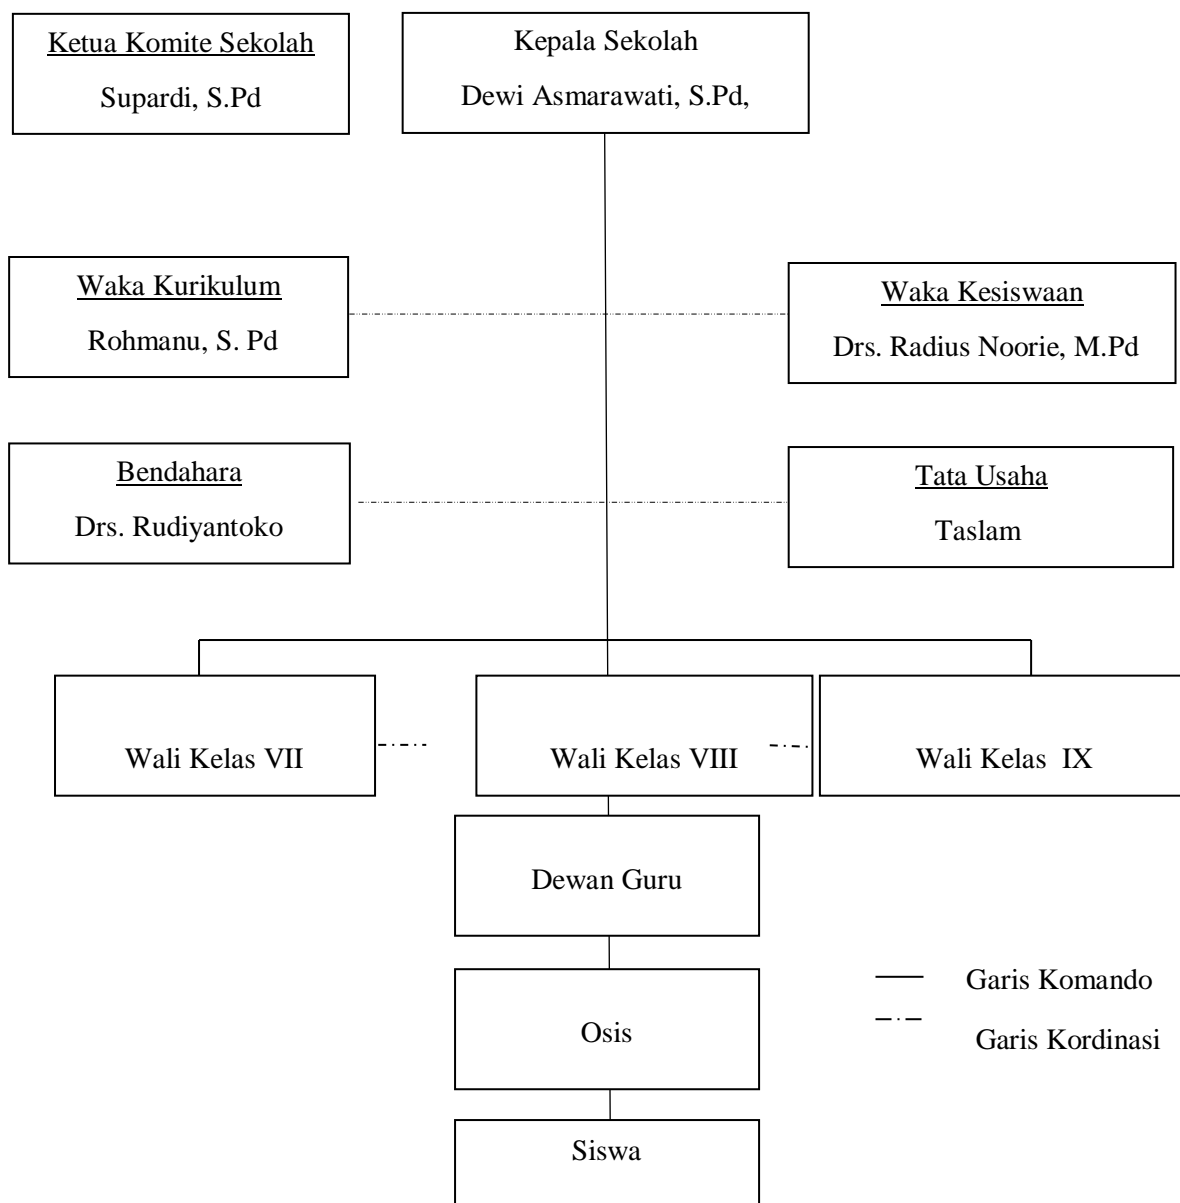 Ketua Komite Sekolah
Supardi, S.Pd
Kepala Sekolah
Dewi Asmarawati, S.Pd,
Waka Kurikulum
Rohmanu, S. Pd
Waka Kesiswaan
Drs. Radius Noorie, M.Pd
Bendahara
Drs. Rudiyantoko
Tata Usaha
Taslam
Wali Kelas VII
Wali Kelas VIII
Wali Kelas  IX
Dewan Guru
Osis
Siswa
Garis Komando
Garis Kordinasi